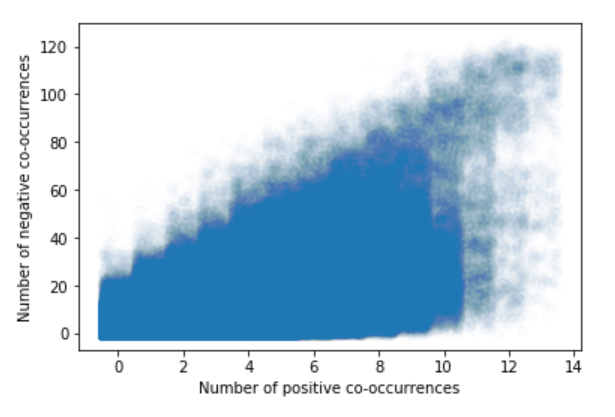 120
100
80
60
40
20
0
Number of negative co-occurrences
0 2 4 6 8 10 12 14
Number of positive co-occurrences